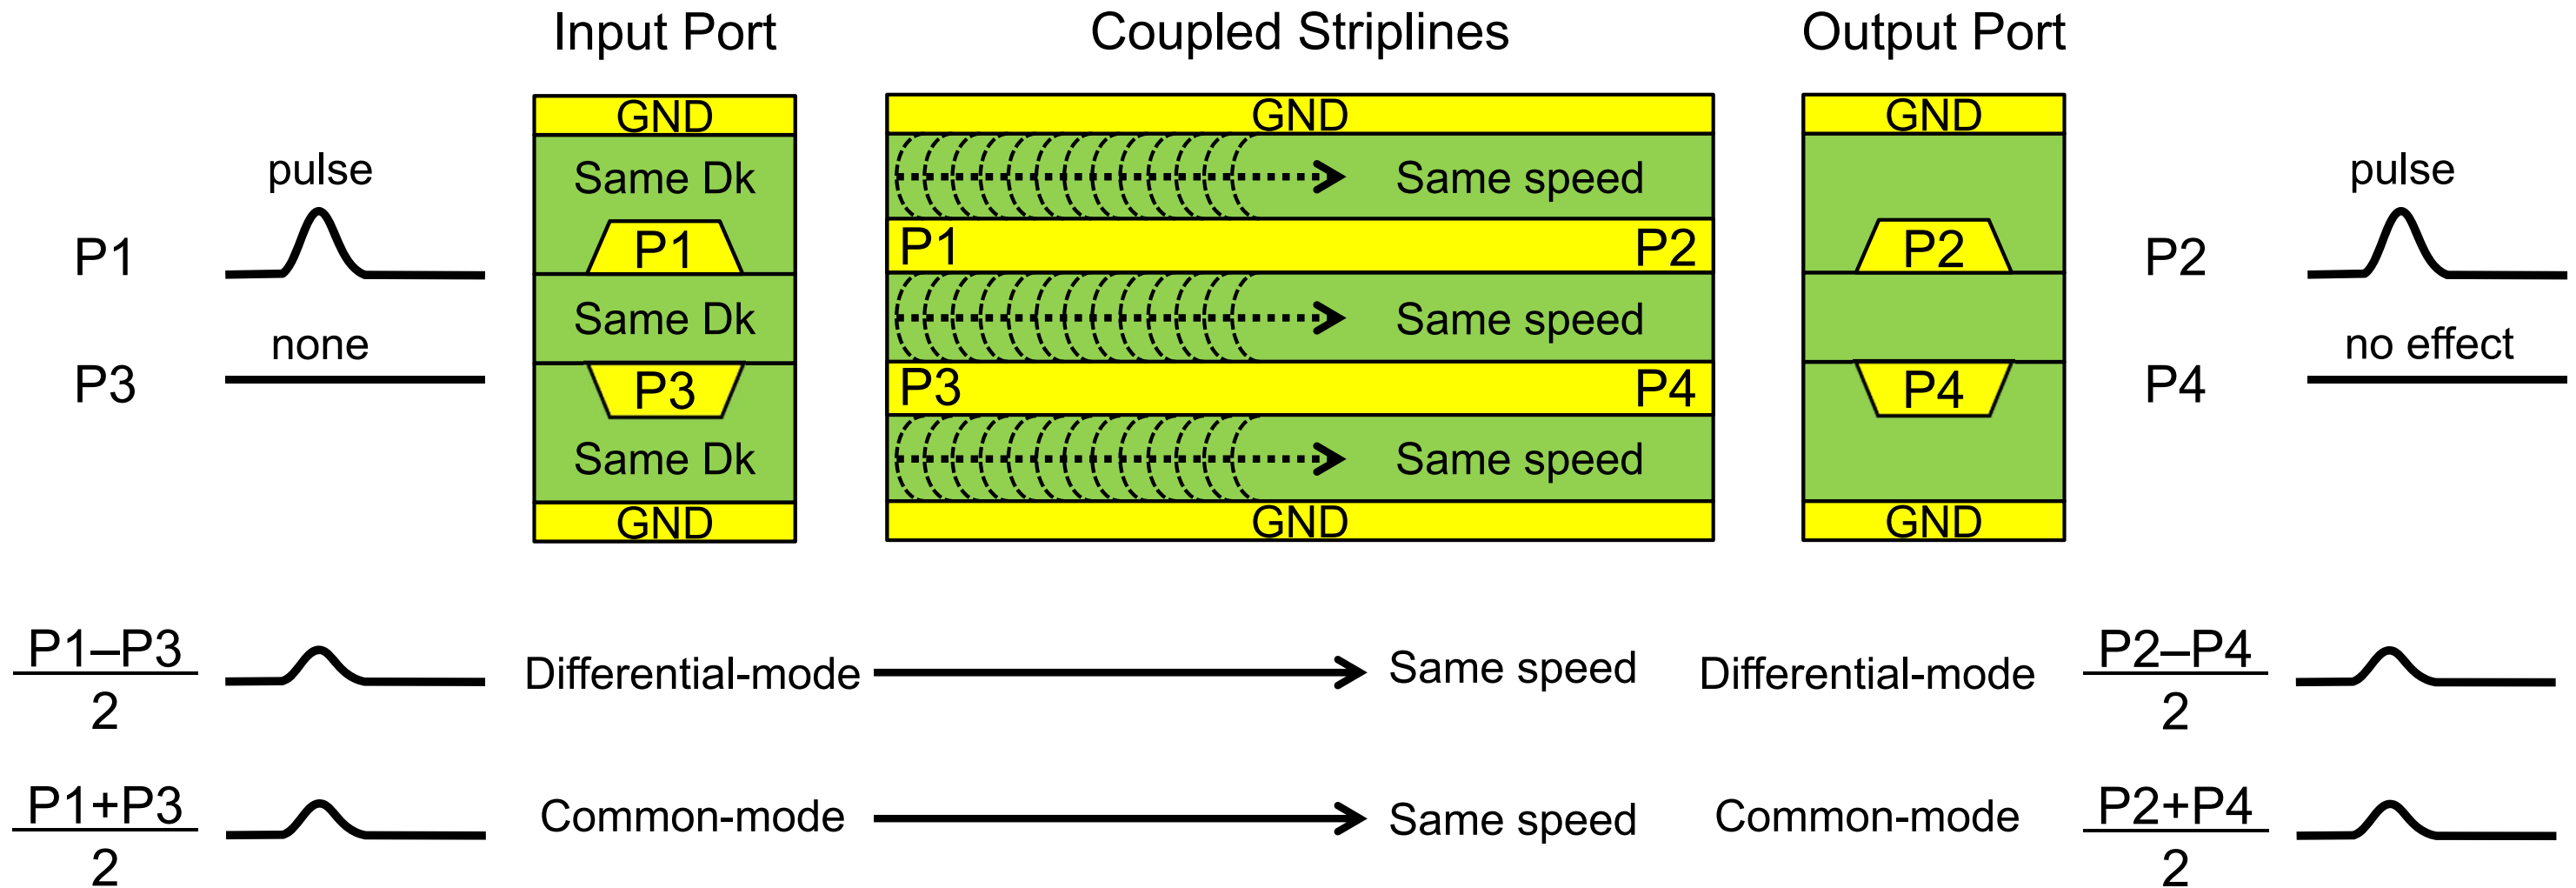 Input Port
Coupled Striplines
Output Port
GND
GND
GND
pulse
Same Dk
Same speed
pulse
P1
P1
P1
P2
P2
P2
Same Dk
Same speed
none
no effect
P3
P3
P3
P4
P4
P4
Same Dk
Same speed
GND
GND
GND
P1–P3
2
Differential-mode
Same speed
Differential-mode
P2–P4
2
P1+P3
2
Common-mode
Same speed
Common-mode
P2+P4
2